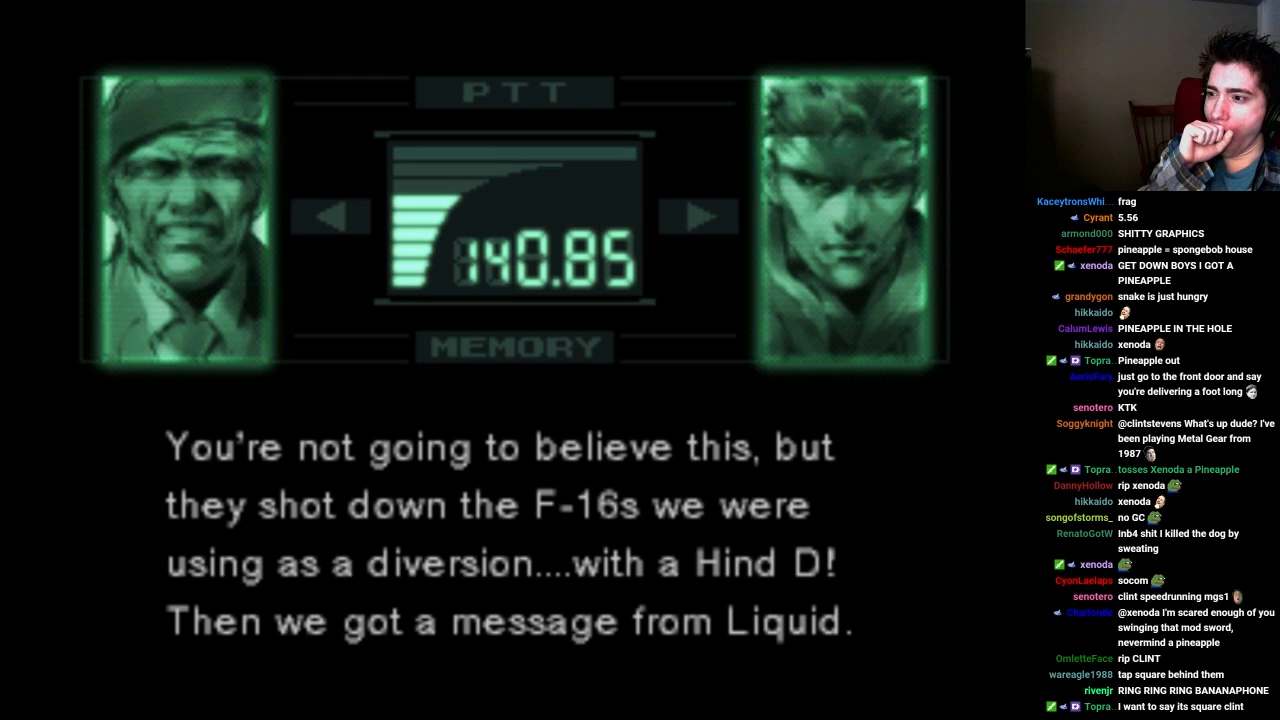 PTT
140.85
MEMORY
You're not going to believe this, but
they shot down the F-16s we were
using as a diversion....with a Hind D!
Then we got a message from Liquid.
KaceytronsWhi... frag
Cyrant 5.56
armond000 SHITTY GRAPHICS
Schaefer777 pineapple = spongebob house
xenoda GET DOWN BOYS I GOT A
PINEAPPLE
grandygon snake is just hungry
hikkaido
CalumLewis PINEAPPLE IN THE HOLE
hikkaido xenoda
Topra.. Pineapple out
AerisFury just go to the front door and say
you're delivering a foot long
senotero KTK
Soggyknight @clintstevens What's up dude? I've
been playing Metal Gear from
1987
Topra.. tosses Xenoda a Pineapple
DannyHollow rip xenoda
hikkaido xenoda
songofstorms_ no GC
RenatoGotW Inb4 shit I killed the dog by
sweating
xenoda
CyonLaelaps socom
senotero clint speedrunning mgs1
@xenoda I'm scared enough of you
swinging that mod sword,
nevermind a pineapple
OmletteFace rip CLINT
wareagle1988 tap square behind them
rivenjr RING RING RING BANANAPHONE
Topra.. I want to say its square clint